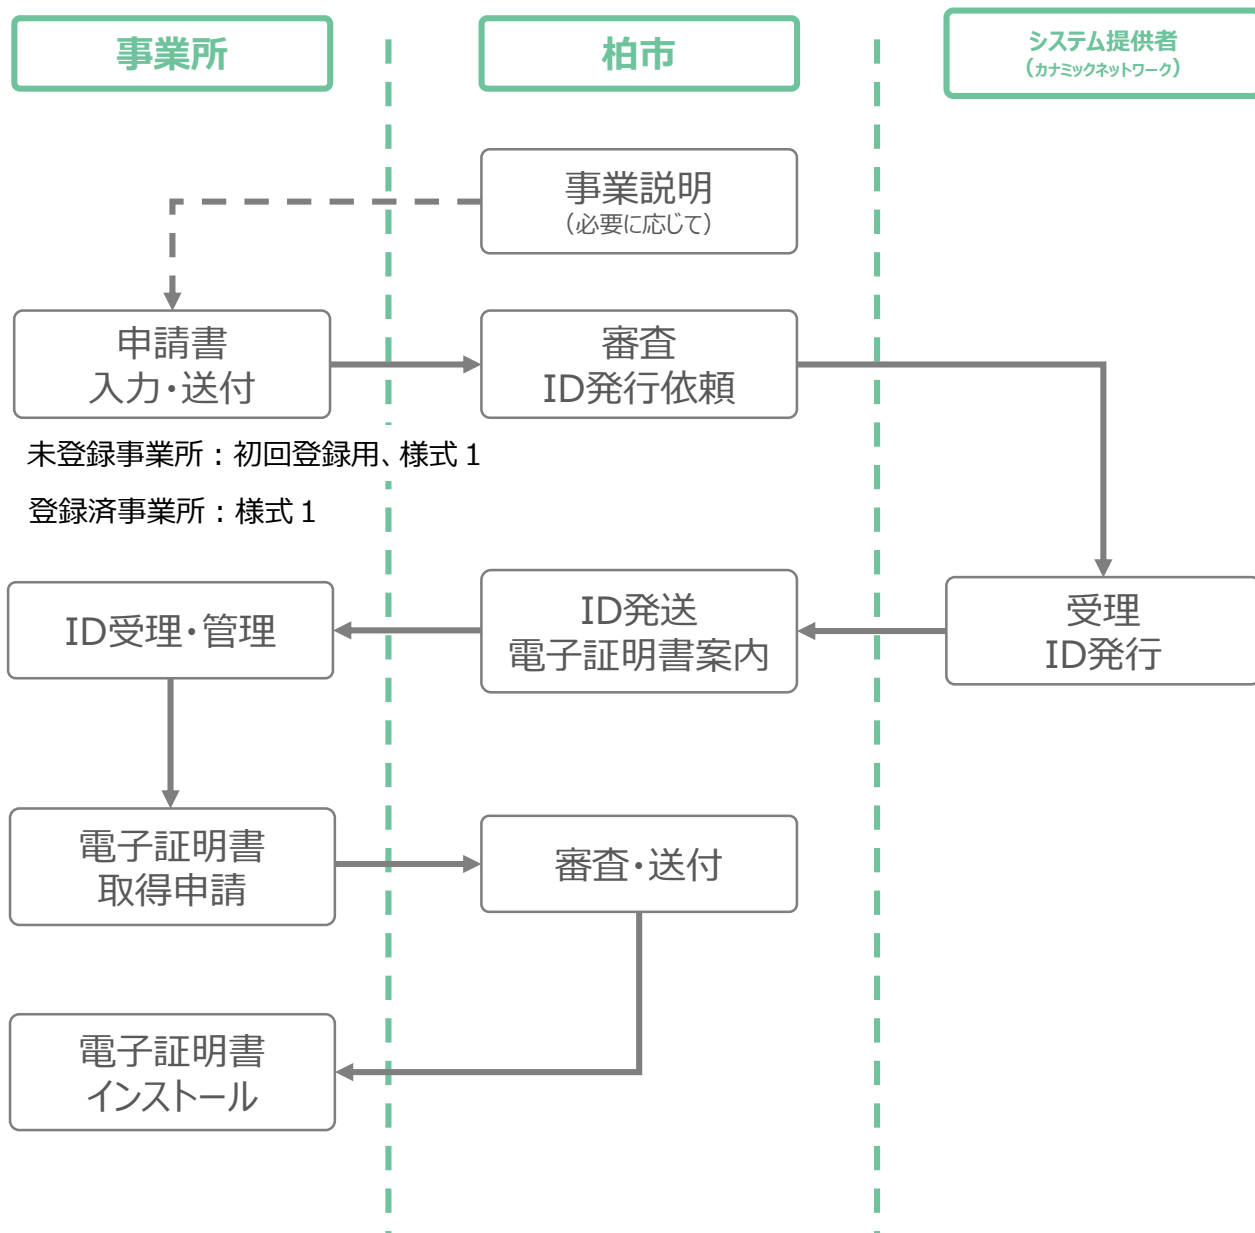 事業所
柏市
システム提供者
（カナミックネットワーク）
事業説明
（必要に応じて）
申請書
入力・送付
審査
ID発行依頼
未登録事業所：初回登録用、様式１
登録済事業所：様式１
ID受理・管理
ID発送
電子証明書案内
受理
ID発行
電子証明書
取得申請
審査・送付
電子証明書
インストール